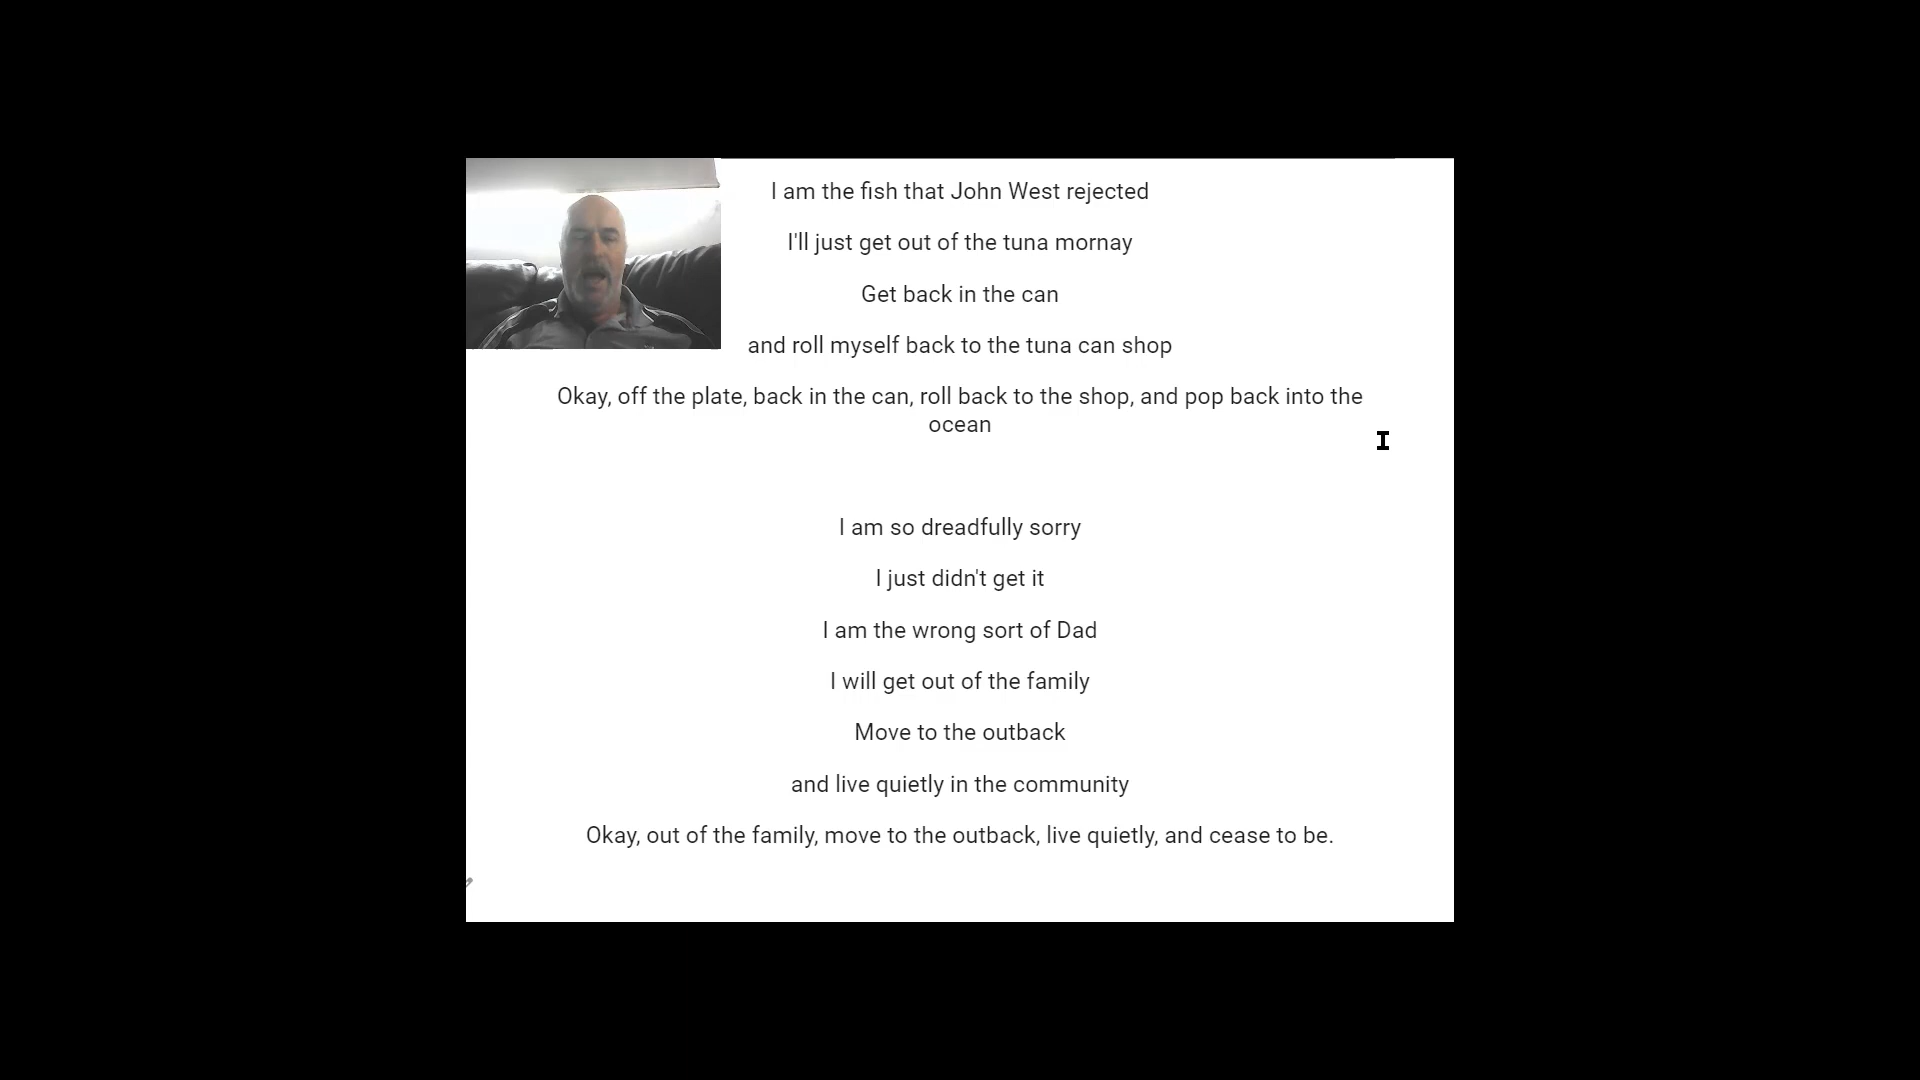 I am the fish that John West rejected
I'll just get out of the tuna mornay
Get back in the can
and roll myself back to the tuna can shop
Okay, off the plate, back in the can, roll back to the shop, and pop back into the
ocean
I am so dreadfully sorry
I just didn't get it
I am the wrong sort of Dad
I will get out of the family
Move to the outback
and live quietly in the community
Okay, out of the family, move to the outback, live quietly, and cease to be.